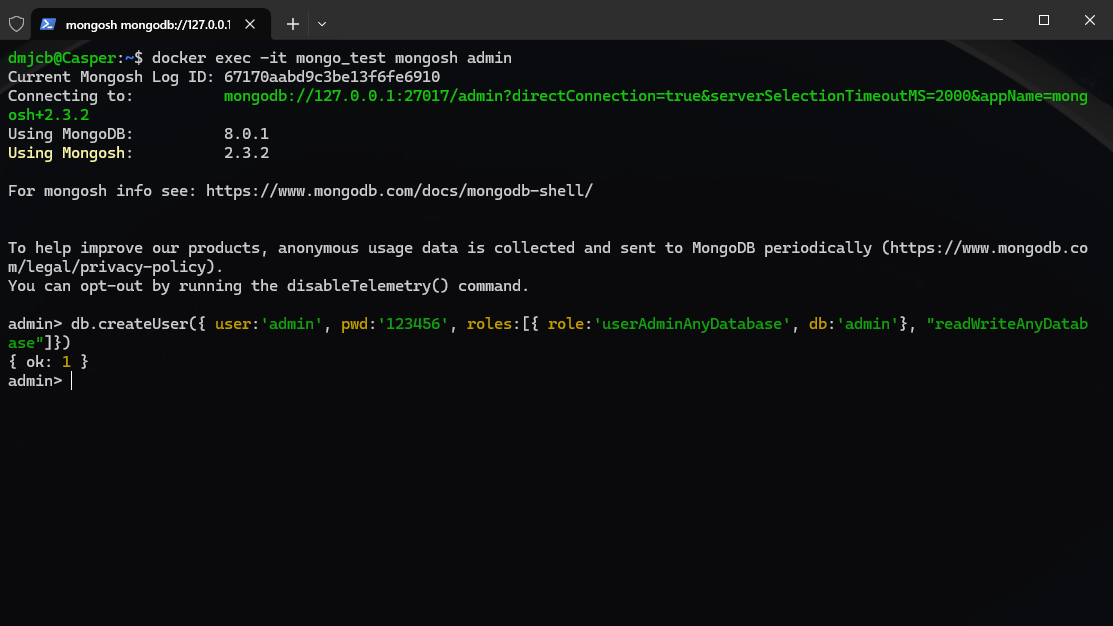 mongosh mongodb://127.0.0.1
dmjcb@Casper:~$ docker exec -it mongo_test mongosh admin
Current Mongosh Log ID: 67170aabd9c3be13f6fe6910
Connecting to:          mongodb://127.0.0.1:27017/admin?directConnection=true&serverSelectionTimeoutMS=2000&appName=mong
osh+2.3.2
Using MongoDB:          8.0.1
Using Mongosh:          2.3.2
For mongosh info see: https://www.mongodb.com/docs/mongodb-shell/
To help improve our products, anonymous usage data is collected and sent to MongoDB periodically (https://www.mongodb.co
m/legal/privacy-policy).
You can opt-out by running the disableTelemetry() command.
admin> db.createUser({ user:'admin', pwd:'123456', roles:[{ role:'userAdminAnyDatabase', db:'admin'}, "readWriteAnyDatab
ase"]})
{ ok: 1 }
admin>